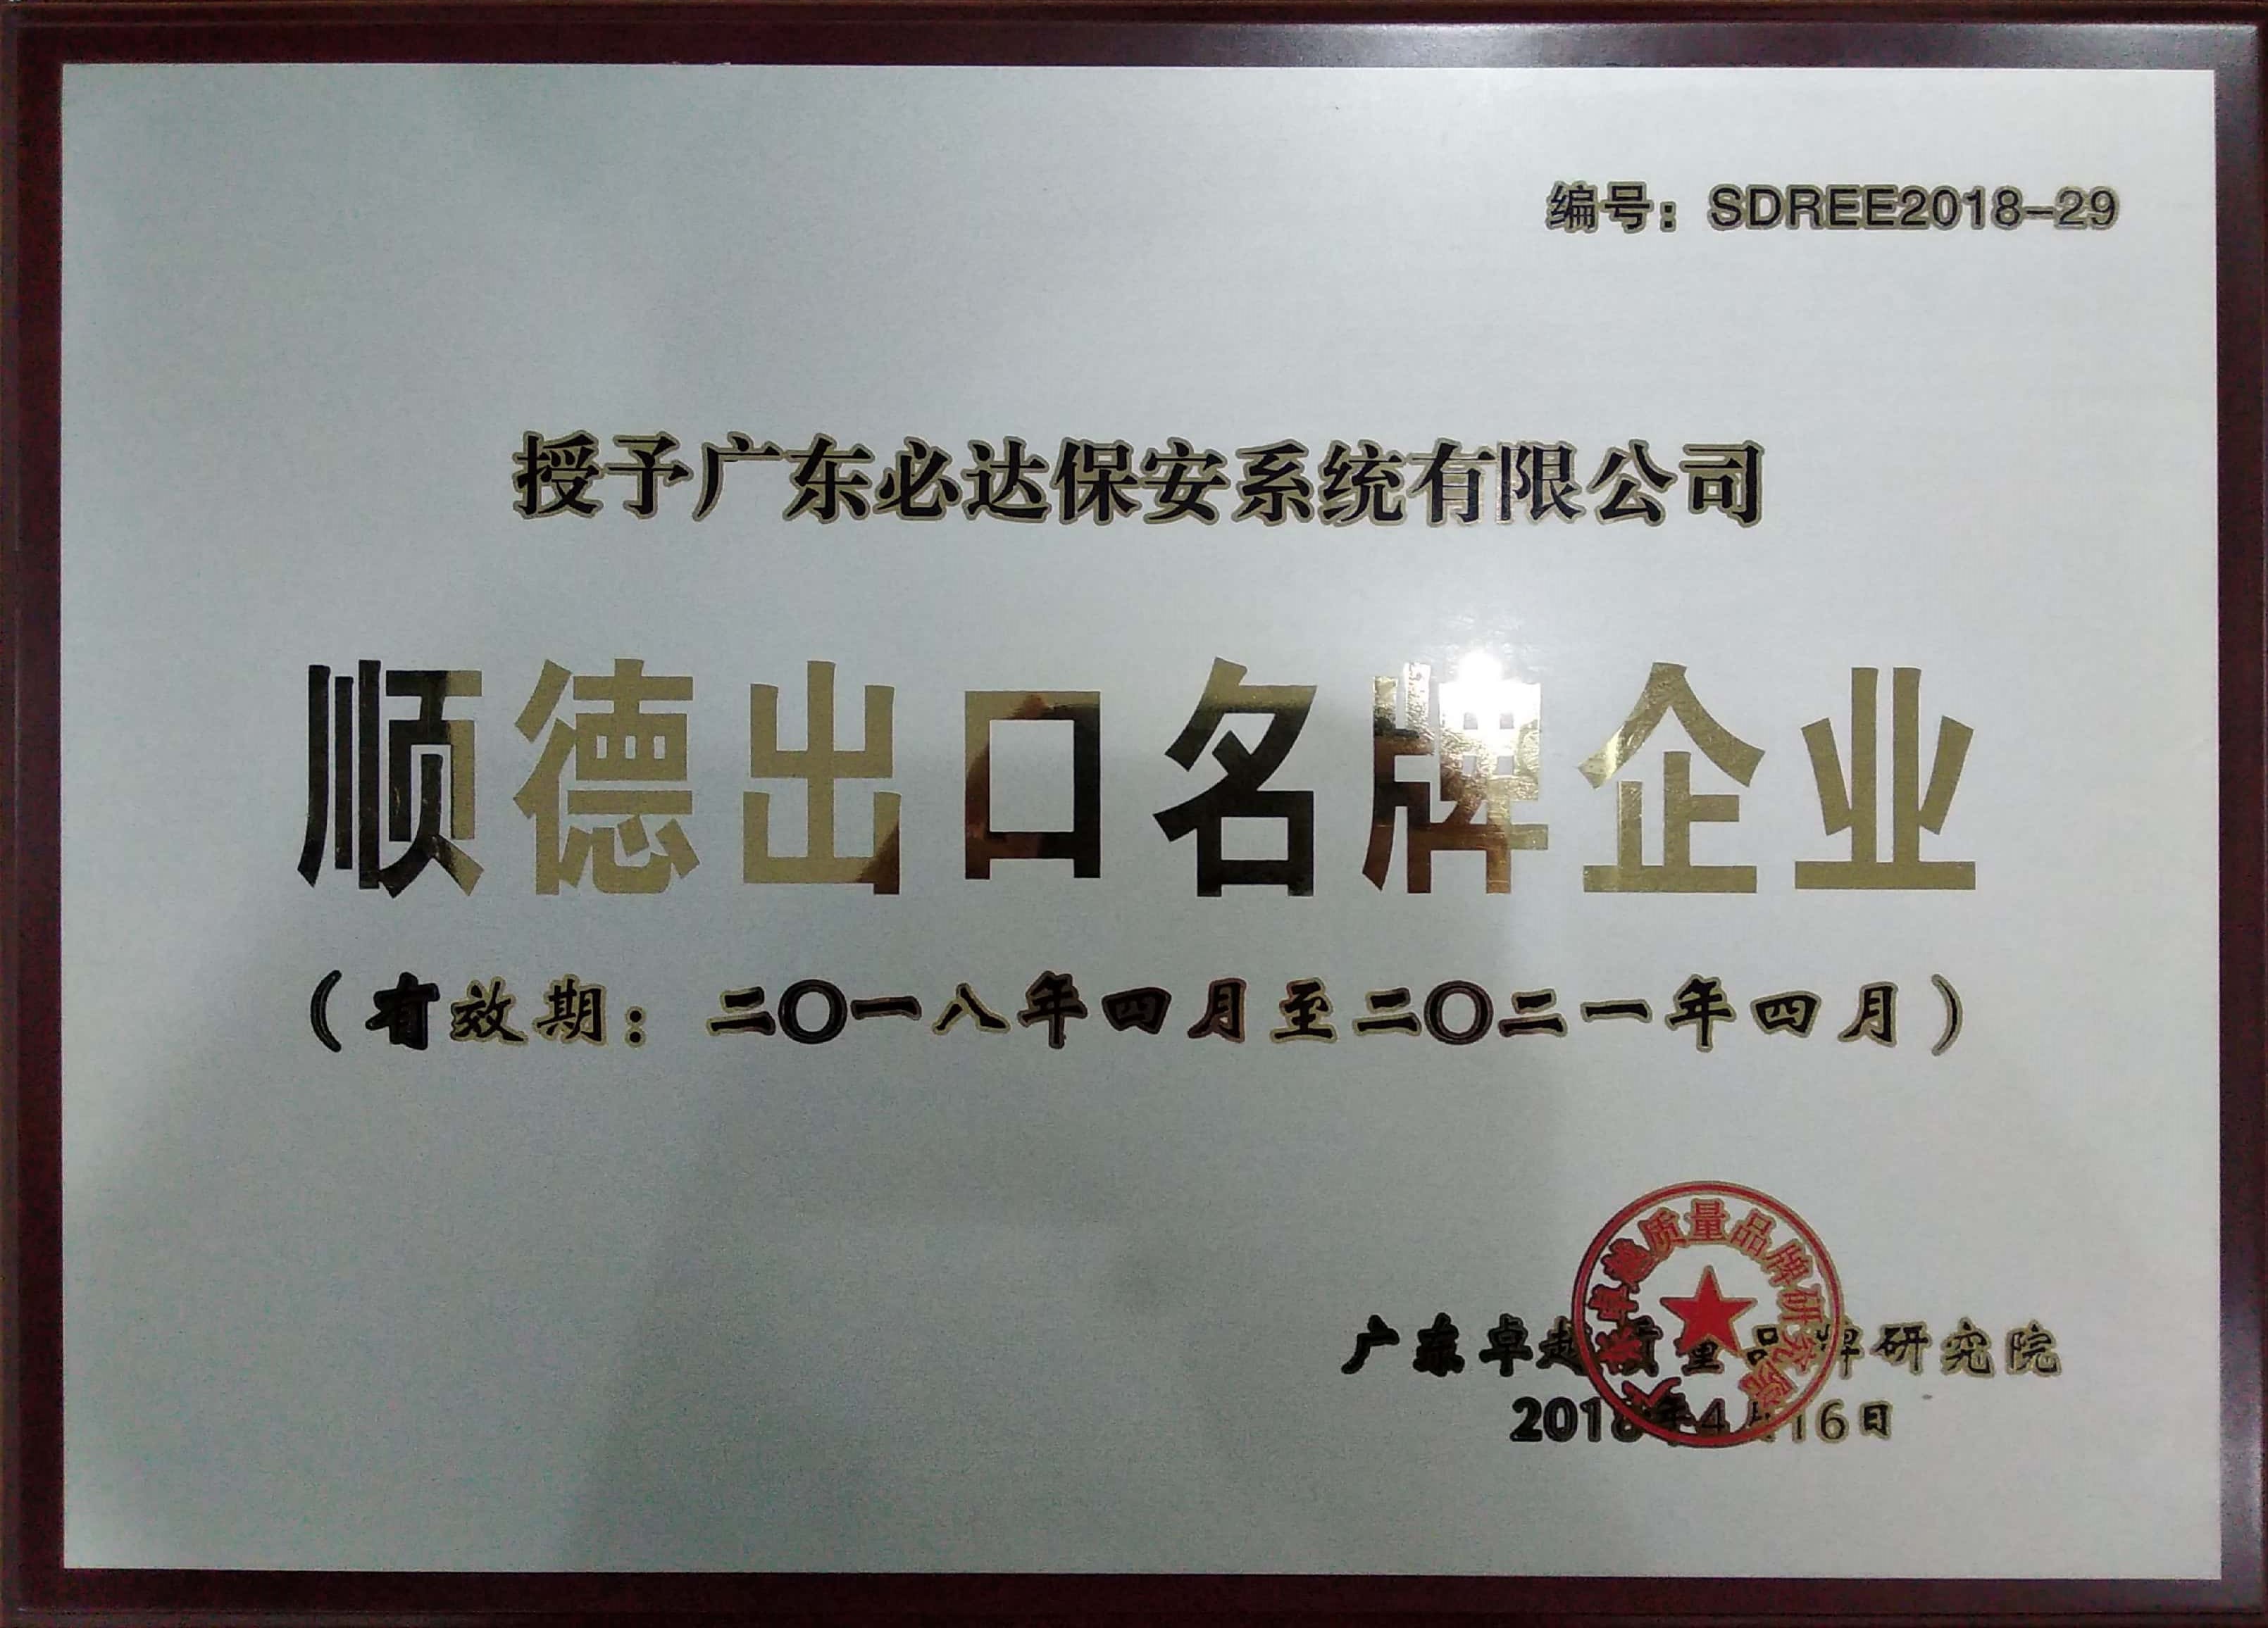 编号：SDREE2018-29
授予广东必达保安系统有限公司
顺德出口名牌企业
（有效期：二〇一八年四月至二〇二一年四月）
广东卓越质量品牌研究院
2018年4月16日